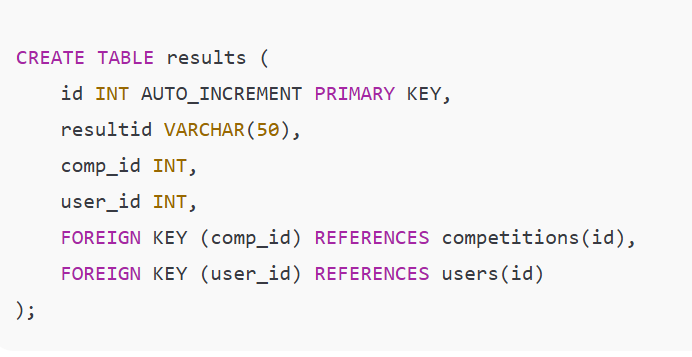 CREATE TABLE results (
    id INT AUTO_INCREMENT PRIMARY KEY,
    resultid VARCHAR(50),
    comp_id INT,
    user_id INT,
    FOREIGN KEY (comp_id) REFERENCES competitions(id),
    FOREIGN KEY (user_id) REFERENCES users(id)
);